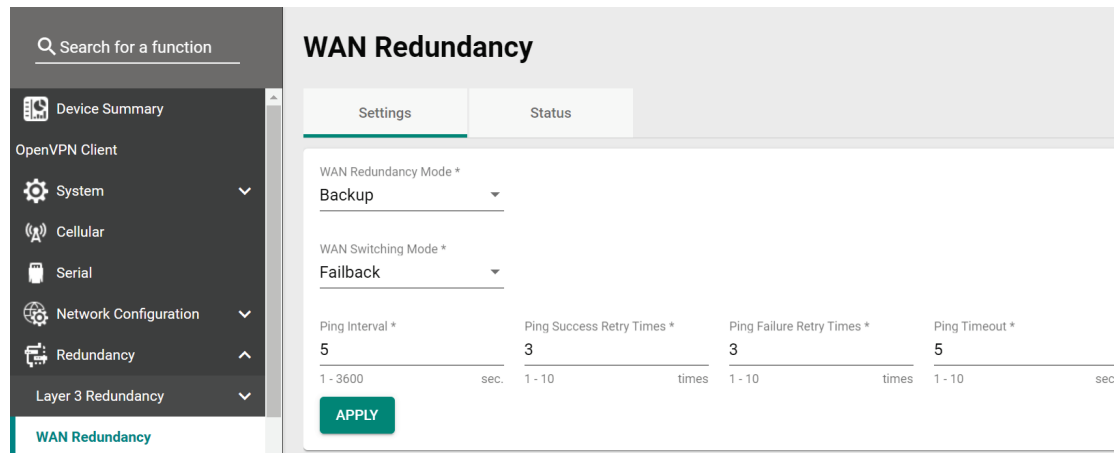 Search for a function
Device Summary
OpenVPN Client
System
Cellular
Serial
Network Configuration
Redundancy
Layer 3 Redundancy
WAN Redundancy
WAN Redundancy
Settings Status
WAN Redundancy Mode *
Backup
WAN Switching Mode *
Failback
Ping Interval * Ping Success Retry Times * Ping Failure Retry Times * Ping Timeout *
5 3 3 5
1 - 3600 sec. 1 - 10 times 1 - 10 times 1 - 10 sec
APPLY